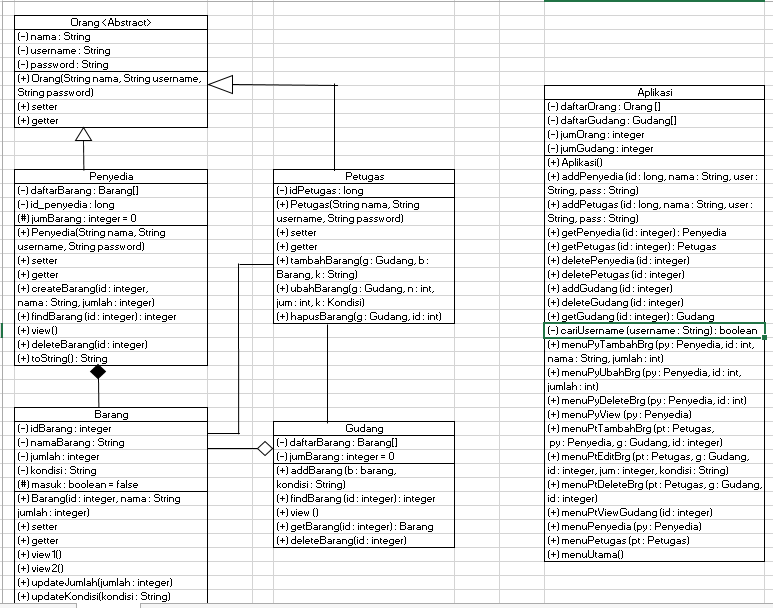 Orang <Abstract>
(-) nama : String
(-) username : String
(-) password : String
(+) Orang(String nama, String username,
String password)
(+) setter
(+) getter
Penyedia
(-) daftarBarang : Barang[]
(-) id_penyedia : long
(#) jumBarang : integer = 0
(+) Penyedia(String nama, String
username, String password)
(+) setter
(+) getter
(+) createBarang(id : integer,
nama : String, jumlah : integer)
(+) findBarang (id : integer) : integer
(+) view()
(+) deleteBarang(id : integer)
(+) toString() : String
Barang
(-) idBarang : integer
(-) namaBarang : String
(-) jumlah : integer
(-) kondisi : String
(#) masuk : boolean = false
(+) Barang(id : integer, nama : String
jumlah : integer)
(+) setter
(+) getter
(+) view1()
(+) view2()
(+) updateJumlah(jumlah : integer)
(+) updateKondisi(kondisi : String)
Petugas
(-) idPetugas : long
(+) Petugas(String nama, String
username, String password)
(+) setter
(+) getter
(+) tambahBarang(g : Gudang, b :
Barang, k : String)
(+) ubahBarang(g : Gudang, n : int,
jum : int, k : Kondisi)
(+) hapusBarang(g : Gudang, id : int)
Gudang
(-) daftarBarang : Barang[]
(-) jumBarang : integer = 0
(+) addBarang (b : barang,
kondisi : String)
(+) findBarang (id : integer) : integer
(+) view ()
(+) getBarang(id : integer) : Barang
(+) deleteBarang(id : integer)
Aplikasi
(-) daftarOrang : Orang []
(-) daftarGudang : Gudang[]
(-) jumOrang : integer
(-) jumGudang : integer
(+) Aplikasi()
(+) addPenyedia (id : long, nama : String, user :
String, pass : String)
(+) addPetugas (id : long, nama : String, user :
String, pass : String)
(+) getPenyedia (id : integer) : Penyedia
(+) getPetugas (id : integer) : Petugas
(+) deletePenyedia (id : integer)
(+) deletePetugas (id : integer)
(+) addGudang (id : integer)
(+) deleteGudang (id : integer)
(+) getGudang (id : integer) : Gudang
(-) cariUsername (username : String) : boolean
(+) menuPyTambahBrg (py : Penyedia, id : int,
nama : String, jumlah : int)
(+) menuPyUbahBrg (py : Penyedia, id : int,
jumlah : int)
(+) menuPyDeleteBrg (py : Penyedia, id : int)
(+) menuPyView (py : Penyedia)
(+) menuPtTambahBrg (pt : Petugas,
py : Penyedia, g : Gudang, id : integer)
(+) menuPtEditBrg (pt : Petugas, g : Gudang,
id : integer, jum : integer, kondisi : String)
(+) menuPtDeleteBrg (pt : Petugas, g : Gudang,
id : integer)
(+) menuPtViewGudang (id : integer)
(+) menuPenyedia (py : Penyedia)
(+) menuPetugas (pt : Petugas)
(+) menuUtama()